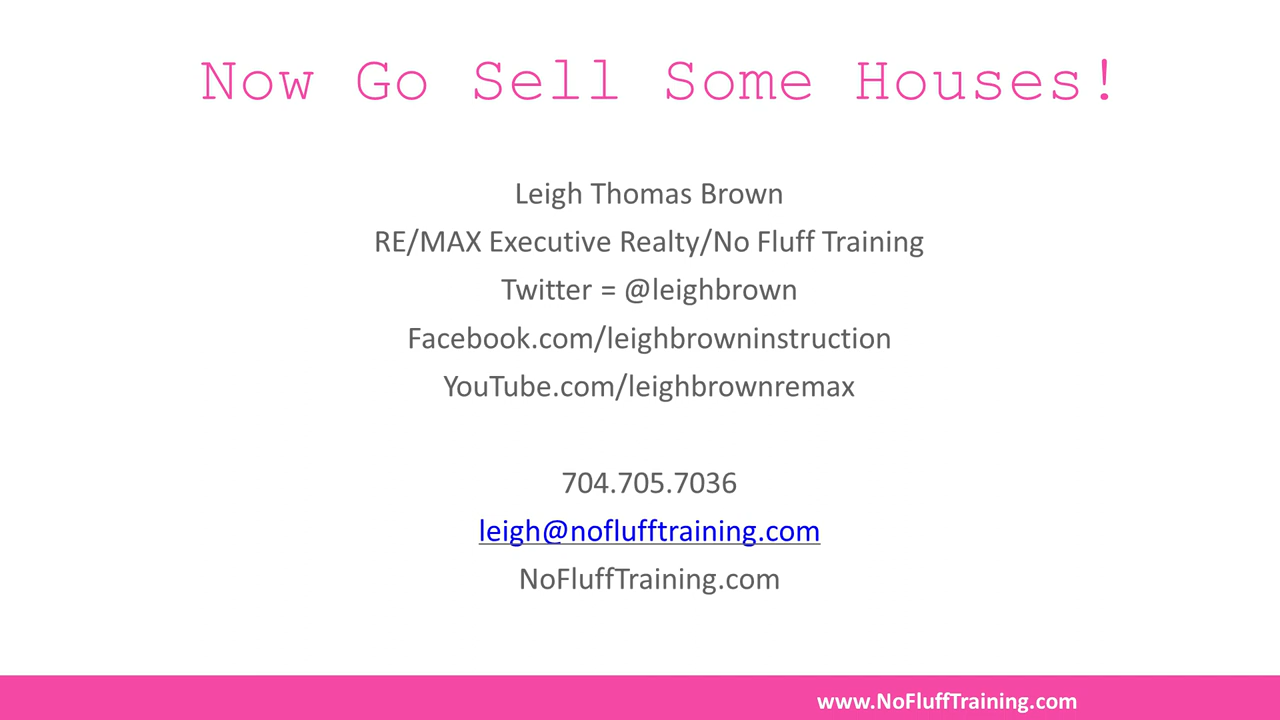 Now Go Sell Some Houses!
Leigh Thomas Brown
RE/MAX Executive Realty/No Fluff Training
Twitter = @leighbrown
Facebook.com/leighbrowninstruction
YouTube.com/leighbrownremax
704.705.7036
leigh@noflufftraining.com
NoFluffTraining.com
www.NoFluffTraining.com